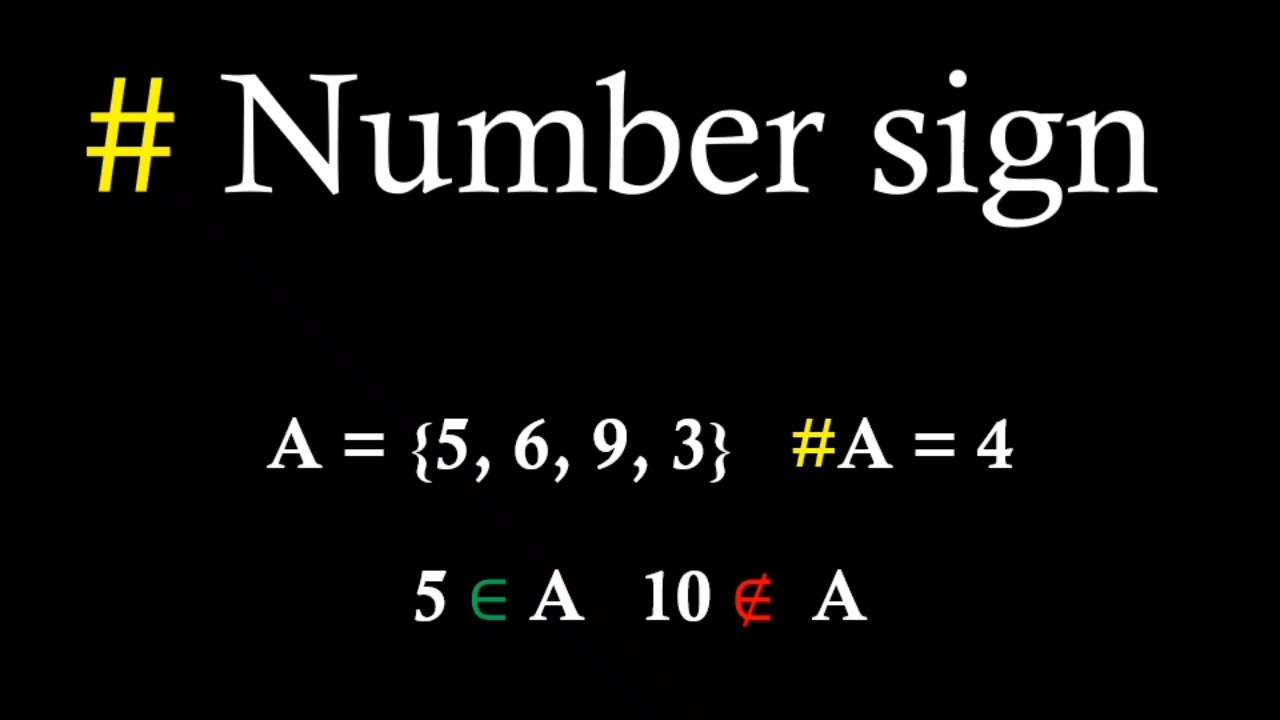 # Number sign
A = {5, 6, 9, 3} #A = 4
5 ∈ A 10 ∉ A